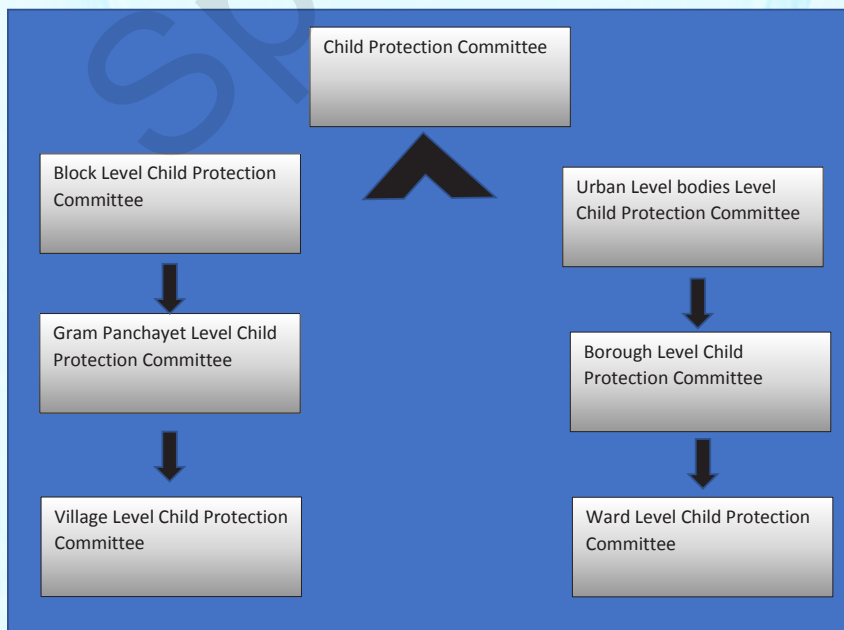 Child Protection Committee
Block Level Child Protection
Committee
Urban Level bodies Level
Child Protection Committee
Gram Panchayet Level Child
Protection Committee
Borough Level Child
Protection Committee
Village Level Child Protection
Committee
Ward Level Child Protection
Committee